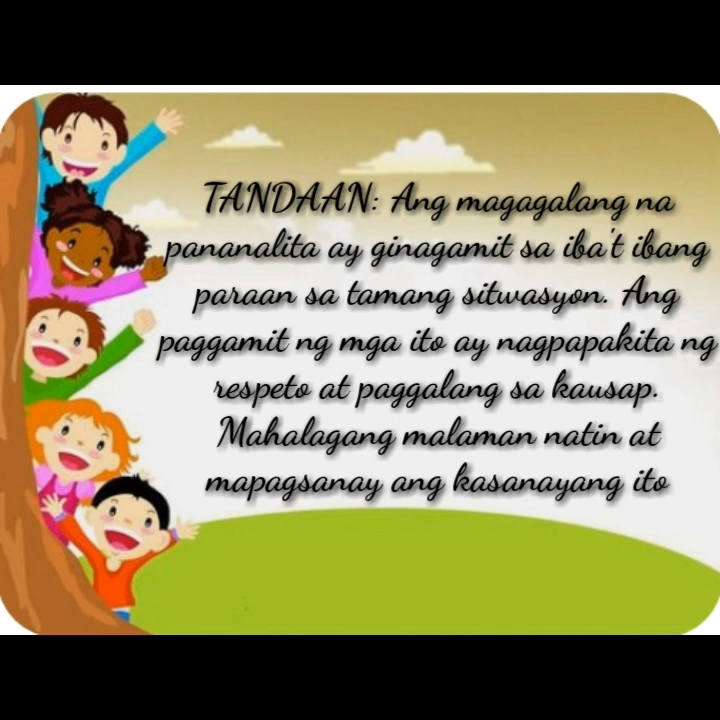 TANDAAN: Ang magagalang na
pananalita ay ginagamit sa iba't ibang
paraan sa tamang sitwasyon. Ang
paggamit ng mga ito ay nagpapakita ng
respeto at paggalang sa kausap.
Mahalagang malaman natin at
mapagsanay ang kasanayang ito